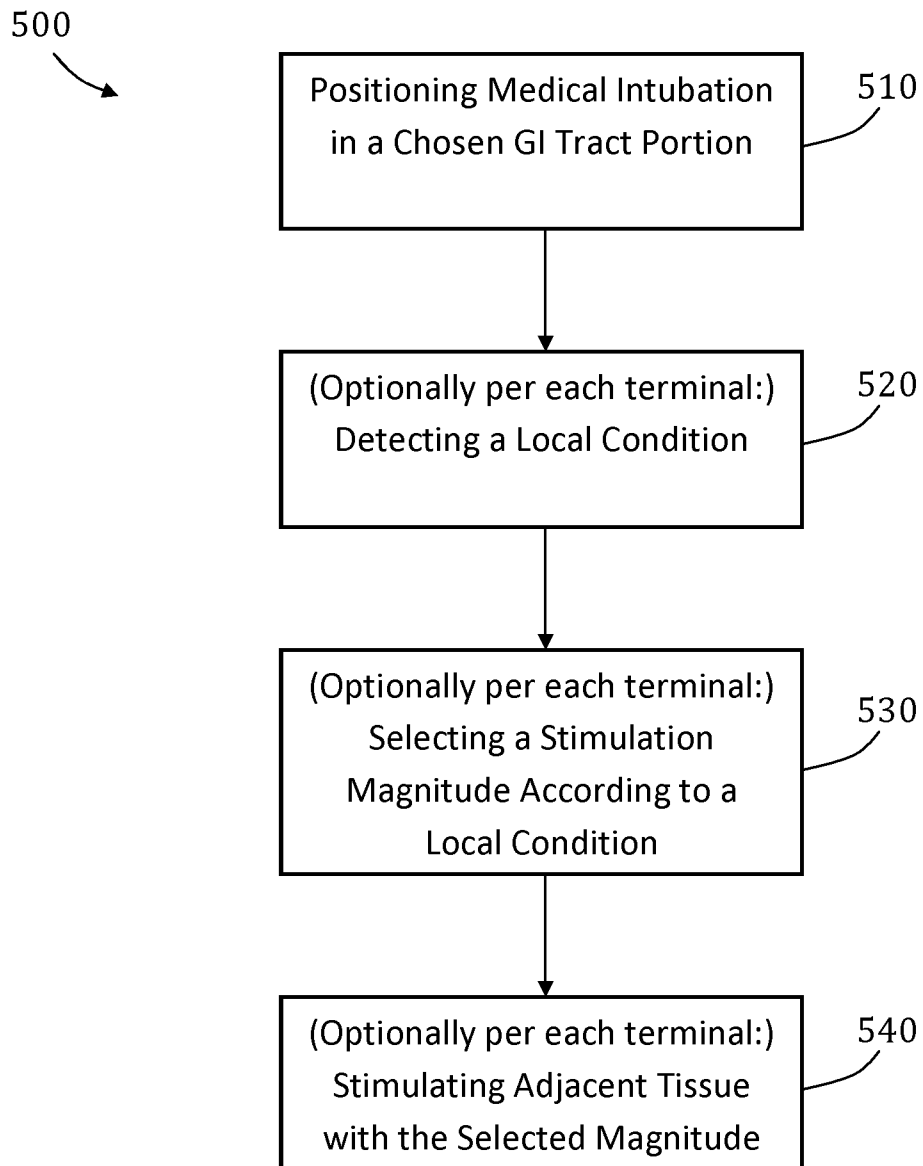 500
Positioning Medical Intubation
in a Chosen GI Tract Portion
510
(Optionally per each terminal:)
Detecting a Local Condition
520
(Optionally per each terminal:)
Selecting a Stimulation
Magnitude According to a
Local Condition
530
(Optionally per each terminal:)
Stimulating Adjacent Tissue
with the Selected Magnitude
540